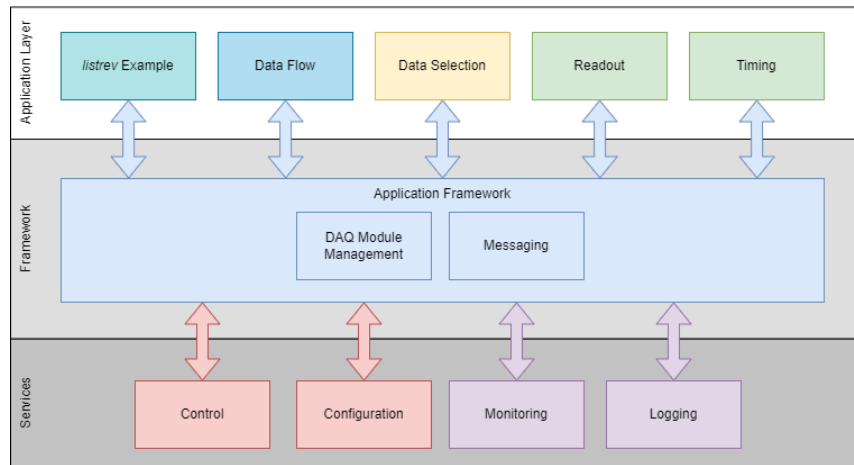 Application Layer
listrev Example
Data Flow
Data Selection
Readout
Timing
Framework
Application Framework
DAQ Module
Management
Messaging
Services
Control
Configuration
Monitoring
Logging